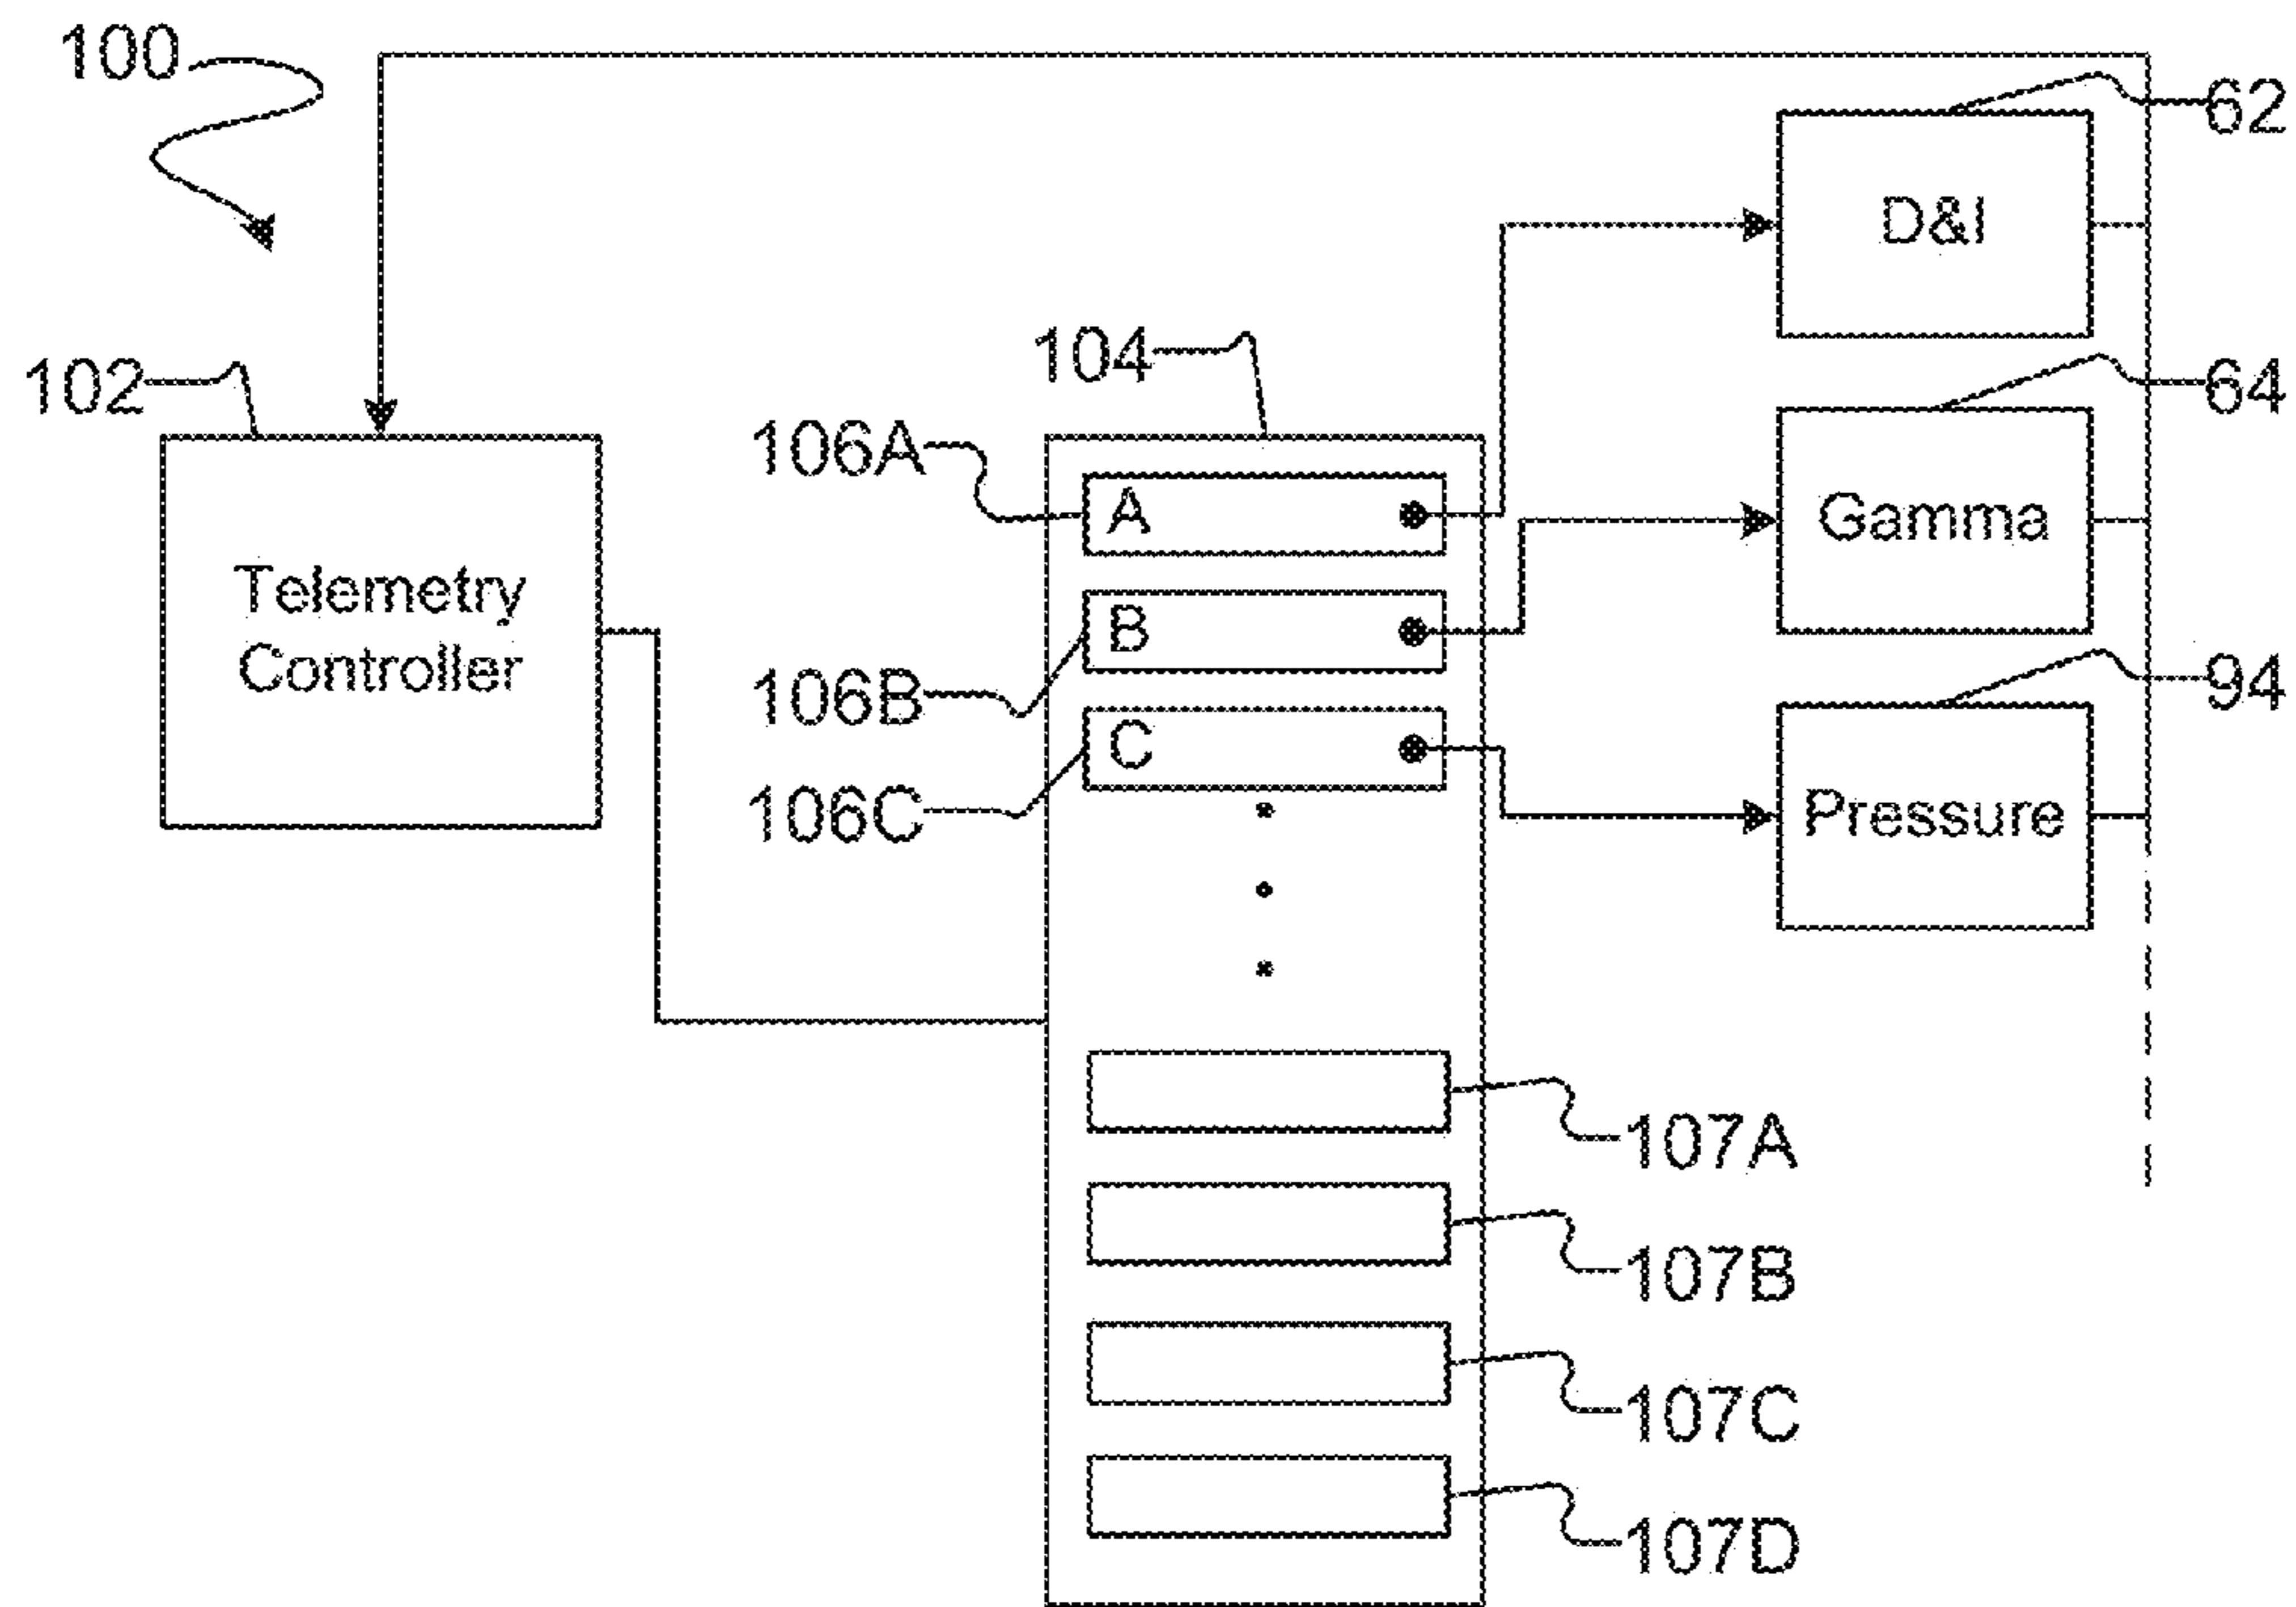 100
62
D&I
104
102
64
106A
A
Gamma
Telemetry
Controller
B
106B
94
C
106C
Pressure
107A
107B
107C
107D